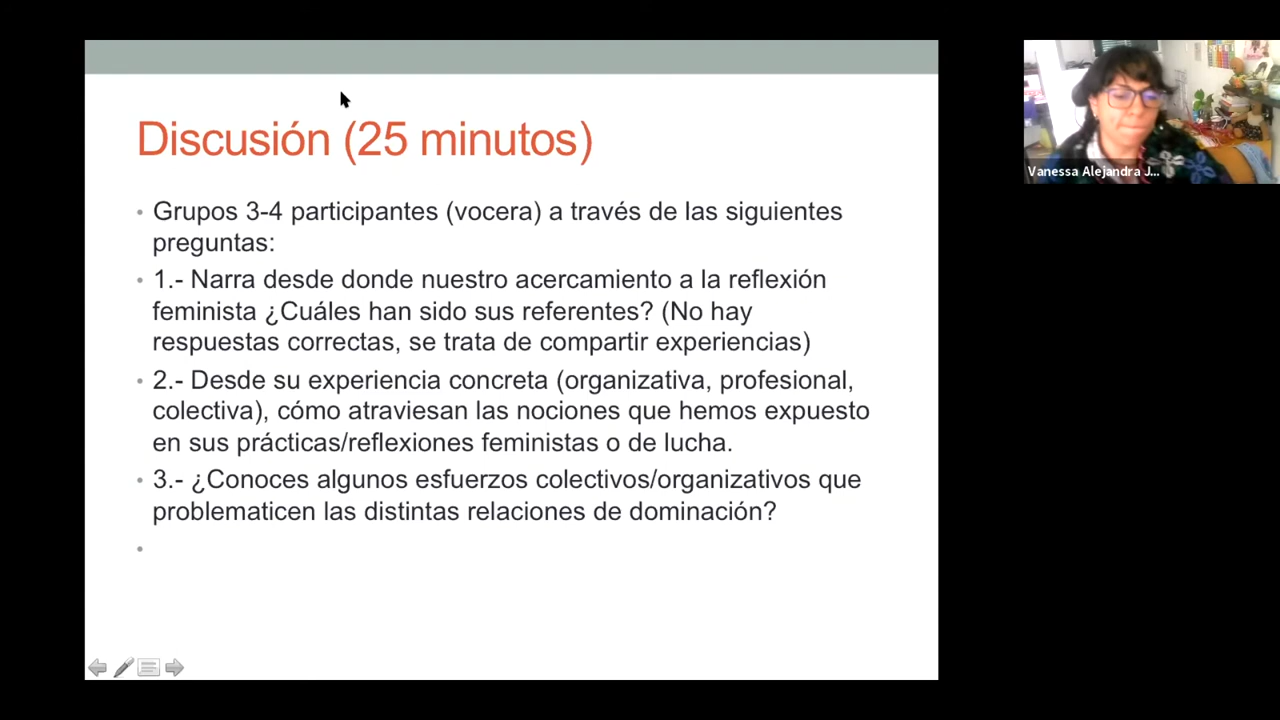 Discusión (25 minutos)
• Grupos 3-4 participantes (vocera) a través de las siguientes
preguntas:
• 1.- Narra desde donde nuestro acercamiento a la reflexión
feminista ¿Cuáles han sido sus referentes? (No hay
respuestas correctas, se trata de compartir experiencias)
• 2.- Desde su experiencia concreta (organizativa, profesional,
colectiva), cómo atraviesan las nociones que hemos expuesto
en sus prácticas/reflexiones feministas o de lucha.
• 3.- ¿Conoces algunos esfuerzos colectivos/organizativos que
problematicen las distintas relaciones de dominación?
•
Vanessa Alejandra J...